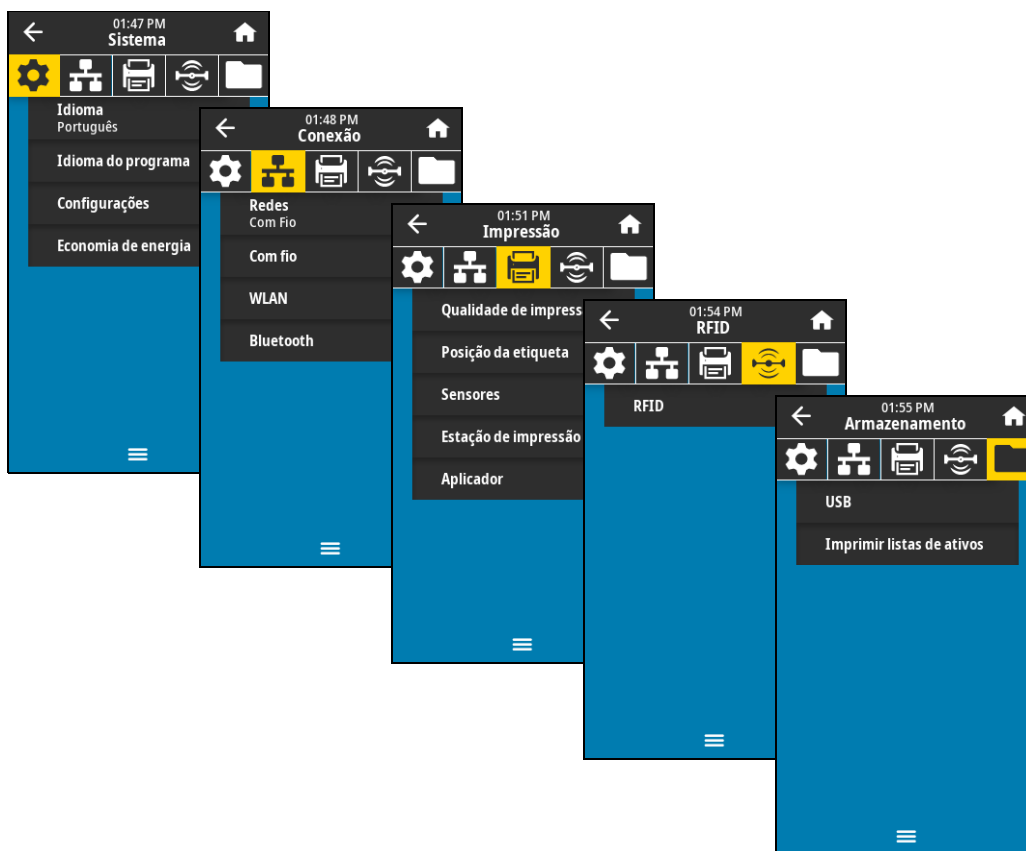 01:47 PM
Sistema
Idioma
Português
Idioma do programa
Configurações
Economia de energia
01:48 PM
Conexão
Redes
Com Fio
Com fio
WLAN
Bluetooth
01:51 PM
Impressão
Qualidade de impress
Posição da etiqueta
Sensores
Estação de impressão
Aplicador
01:54 PM
RFID
RFID
01:55 PM
Armazenamento
USB
Imprimir listas de ativos